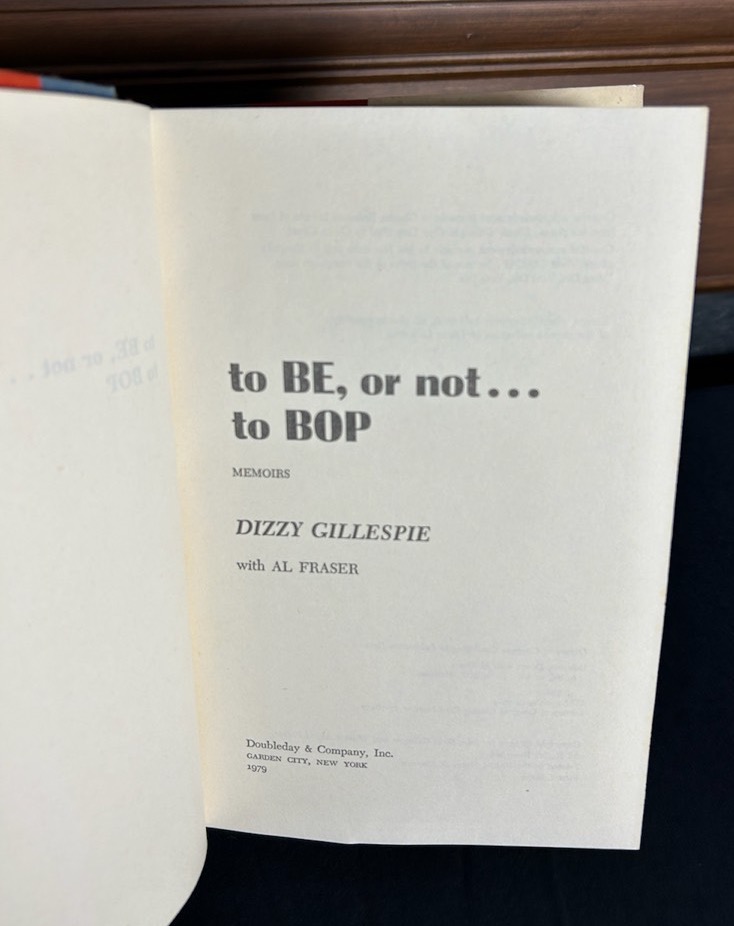 to BE, or not...
to BOP
MEMOIRS
DIZZY GILLESPIE
with AL FRASER
Doubleday & Company, Inc.
GARDEN CITY, NEW YORK
1979